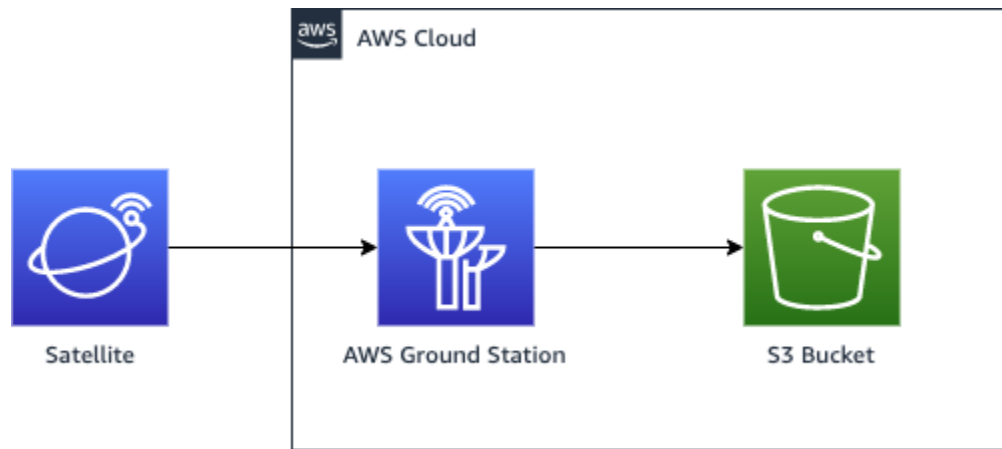 aws
AWS Cloud
Satellite
AWS Ground Station
S3 Bucket